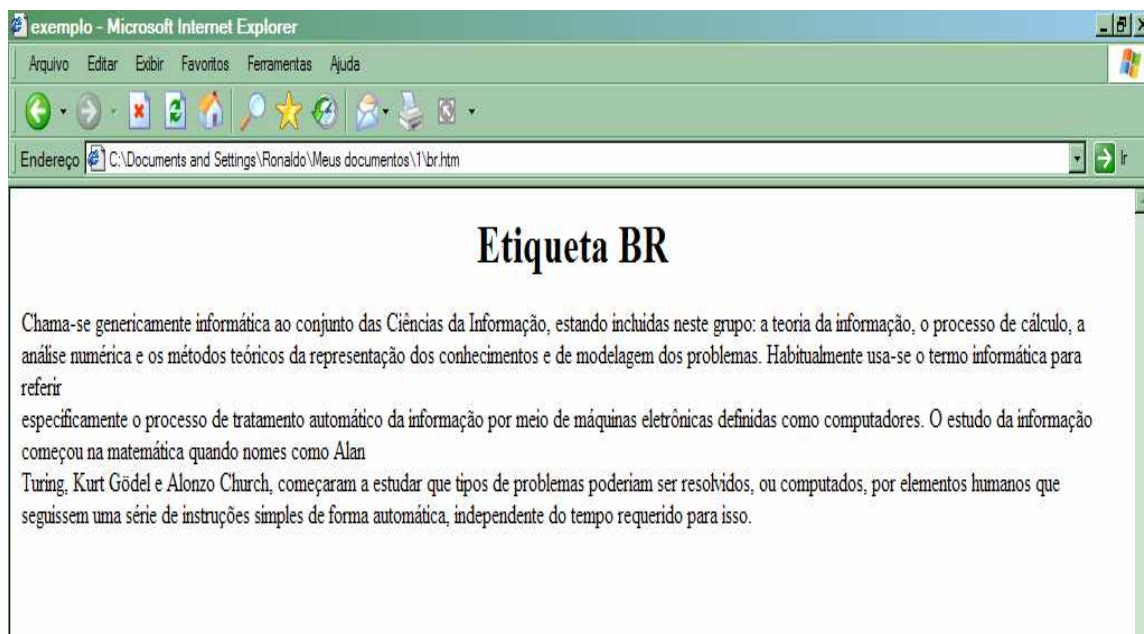 exemplo - Microsoft Internet Explorer
Arquivo Editar Exibir Favoritos Ferramentas Ajuda
Endereço C:\Documents and Settings\Ronaldo\Meus documentos\1\br.htm Ir
Etiqueta BR
Chama-se genericamente informática ao conjunto das Ciências da Informação, estando incluídas neste grupo: a teoria da informação, o processo de cálculo, a
análise numérica e os métodos teóricos da representação dos conhecimentos e de modelagem dos problemas. Habitualmente usa-se o termo informática para
referir
especificamente o processo de tratamento automático da informação por meio de máquinas eletrônicas definidas como computadores. O estudo da informação
começou na matemática quando nomes como Alan
Turing, Kurt Gödel e Alonzo Church, começaram a estudar que tipos de problemas poderiam ser resolvidos, ou computados, por elementos humanos que
seguissem uma série de instruções simples de forma automática, independente do tempo requerido para isso.